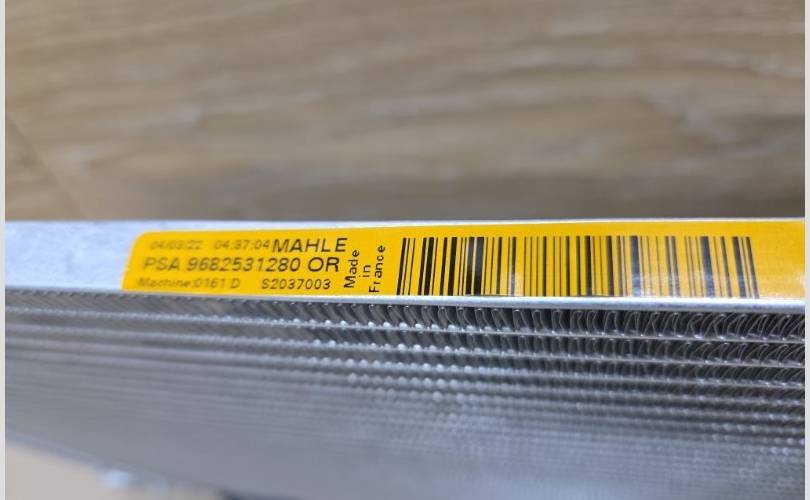 04/03/22 04:37:04 MAHLE
PSA 9682531280 OR
Machine:0161 D S2037003
Made
in
France